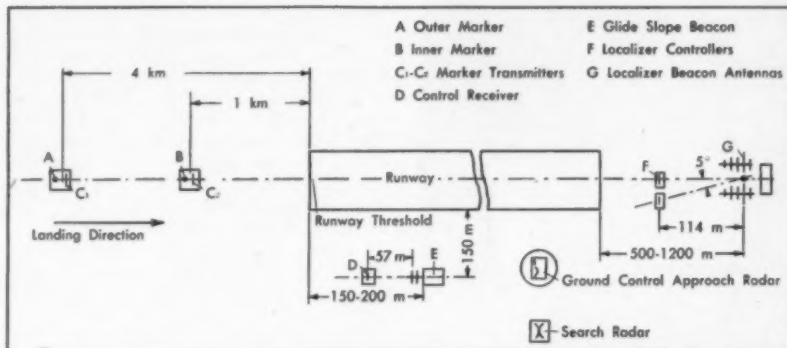 A Outer Marker
B Inner Marker
C₁-C₂ Marker Transmitters
D Control Receiver
E Glide Slope Beacon
F Localizer Controllers
G Localizer Beacon Antennas
4 km
1 km
A
B
C₁
C₂
Runway
G
F
5°
Runway Threshold
Landing Direction
114 m
150 m
500-1200 m
57 m
D
E
150-200 m
Ground Control Approach Radar
Search Radar